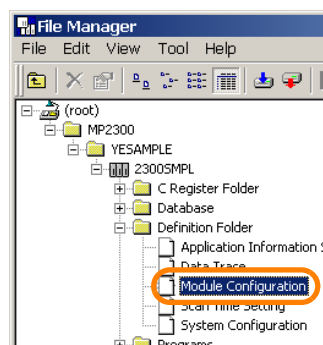 File Manager
File Edit View Tool Help
(root)
MP2300
YESAMPLE
2300SMPL
C Register Folder
Database
Definition Folder
Application Information S
Data Trace
Module Configuration
Scan Time Setting
System Configuration
Programs